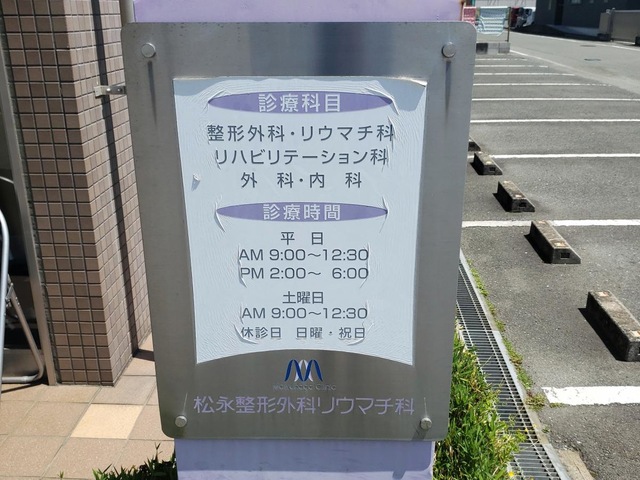 診療科目
整形外科・リウマチ科
リハビリテーション科
外 科・内 科
診療時間
平 日
AM 9:00～12:30
PM 2:00～ 6:00
土曜日
AM 9:00～12:30
休診日 日曜・祝日
松永整形外科リウマチ科